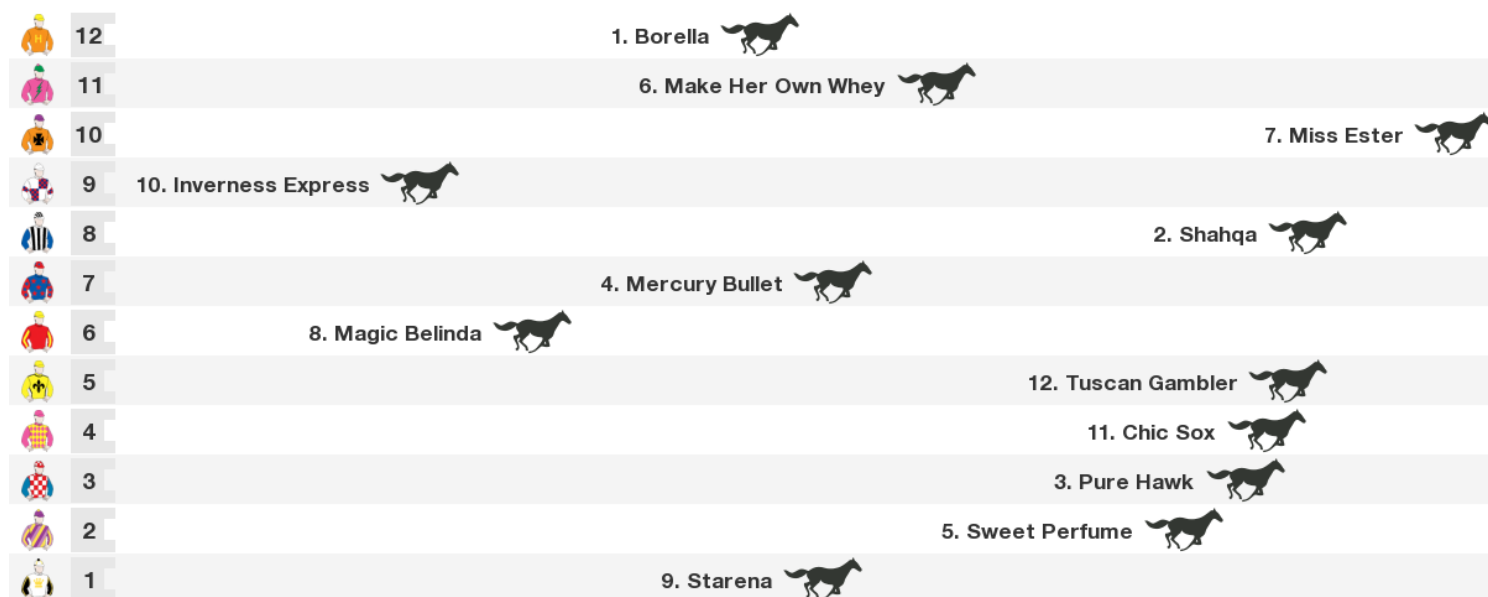 12 1. Borella
11 6. Make Her Own Whey
10 7. Miss Ester
9 10. Inverness Express
8 2. Shahqa
7 4. Mercury Bullet
6 8. Magic Belinda
5 12. Tuscan Gambler
4 11. Chic Sox
3 3. Pure Hawk
2 5. Sweet Perfume
1 9. Starena